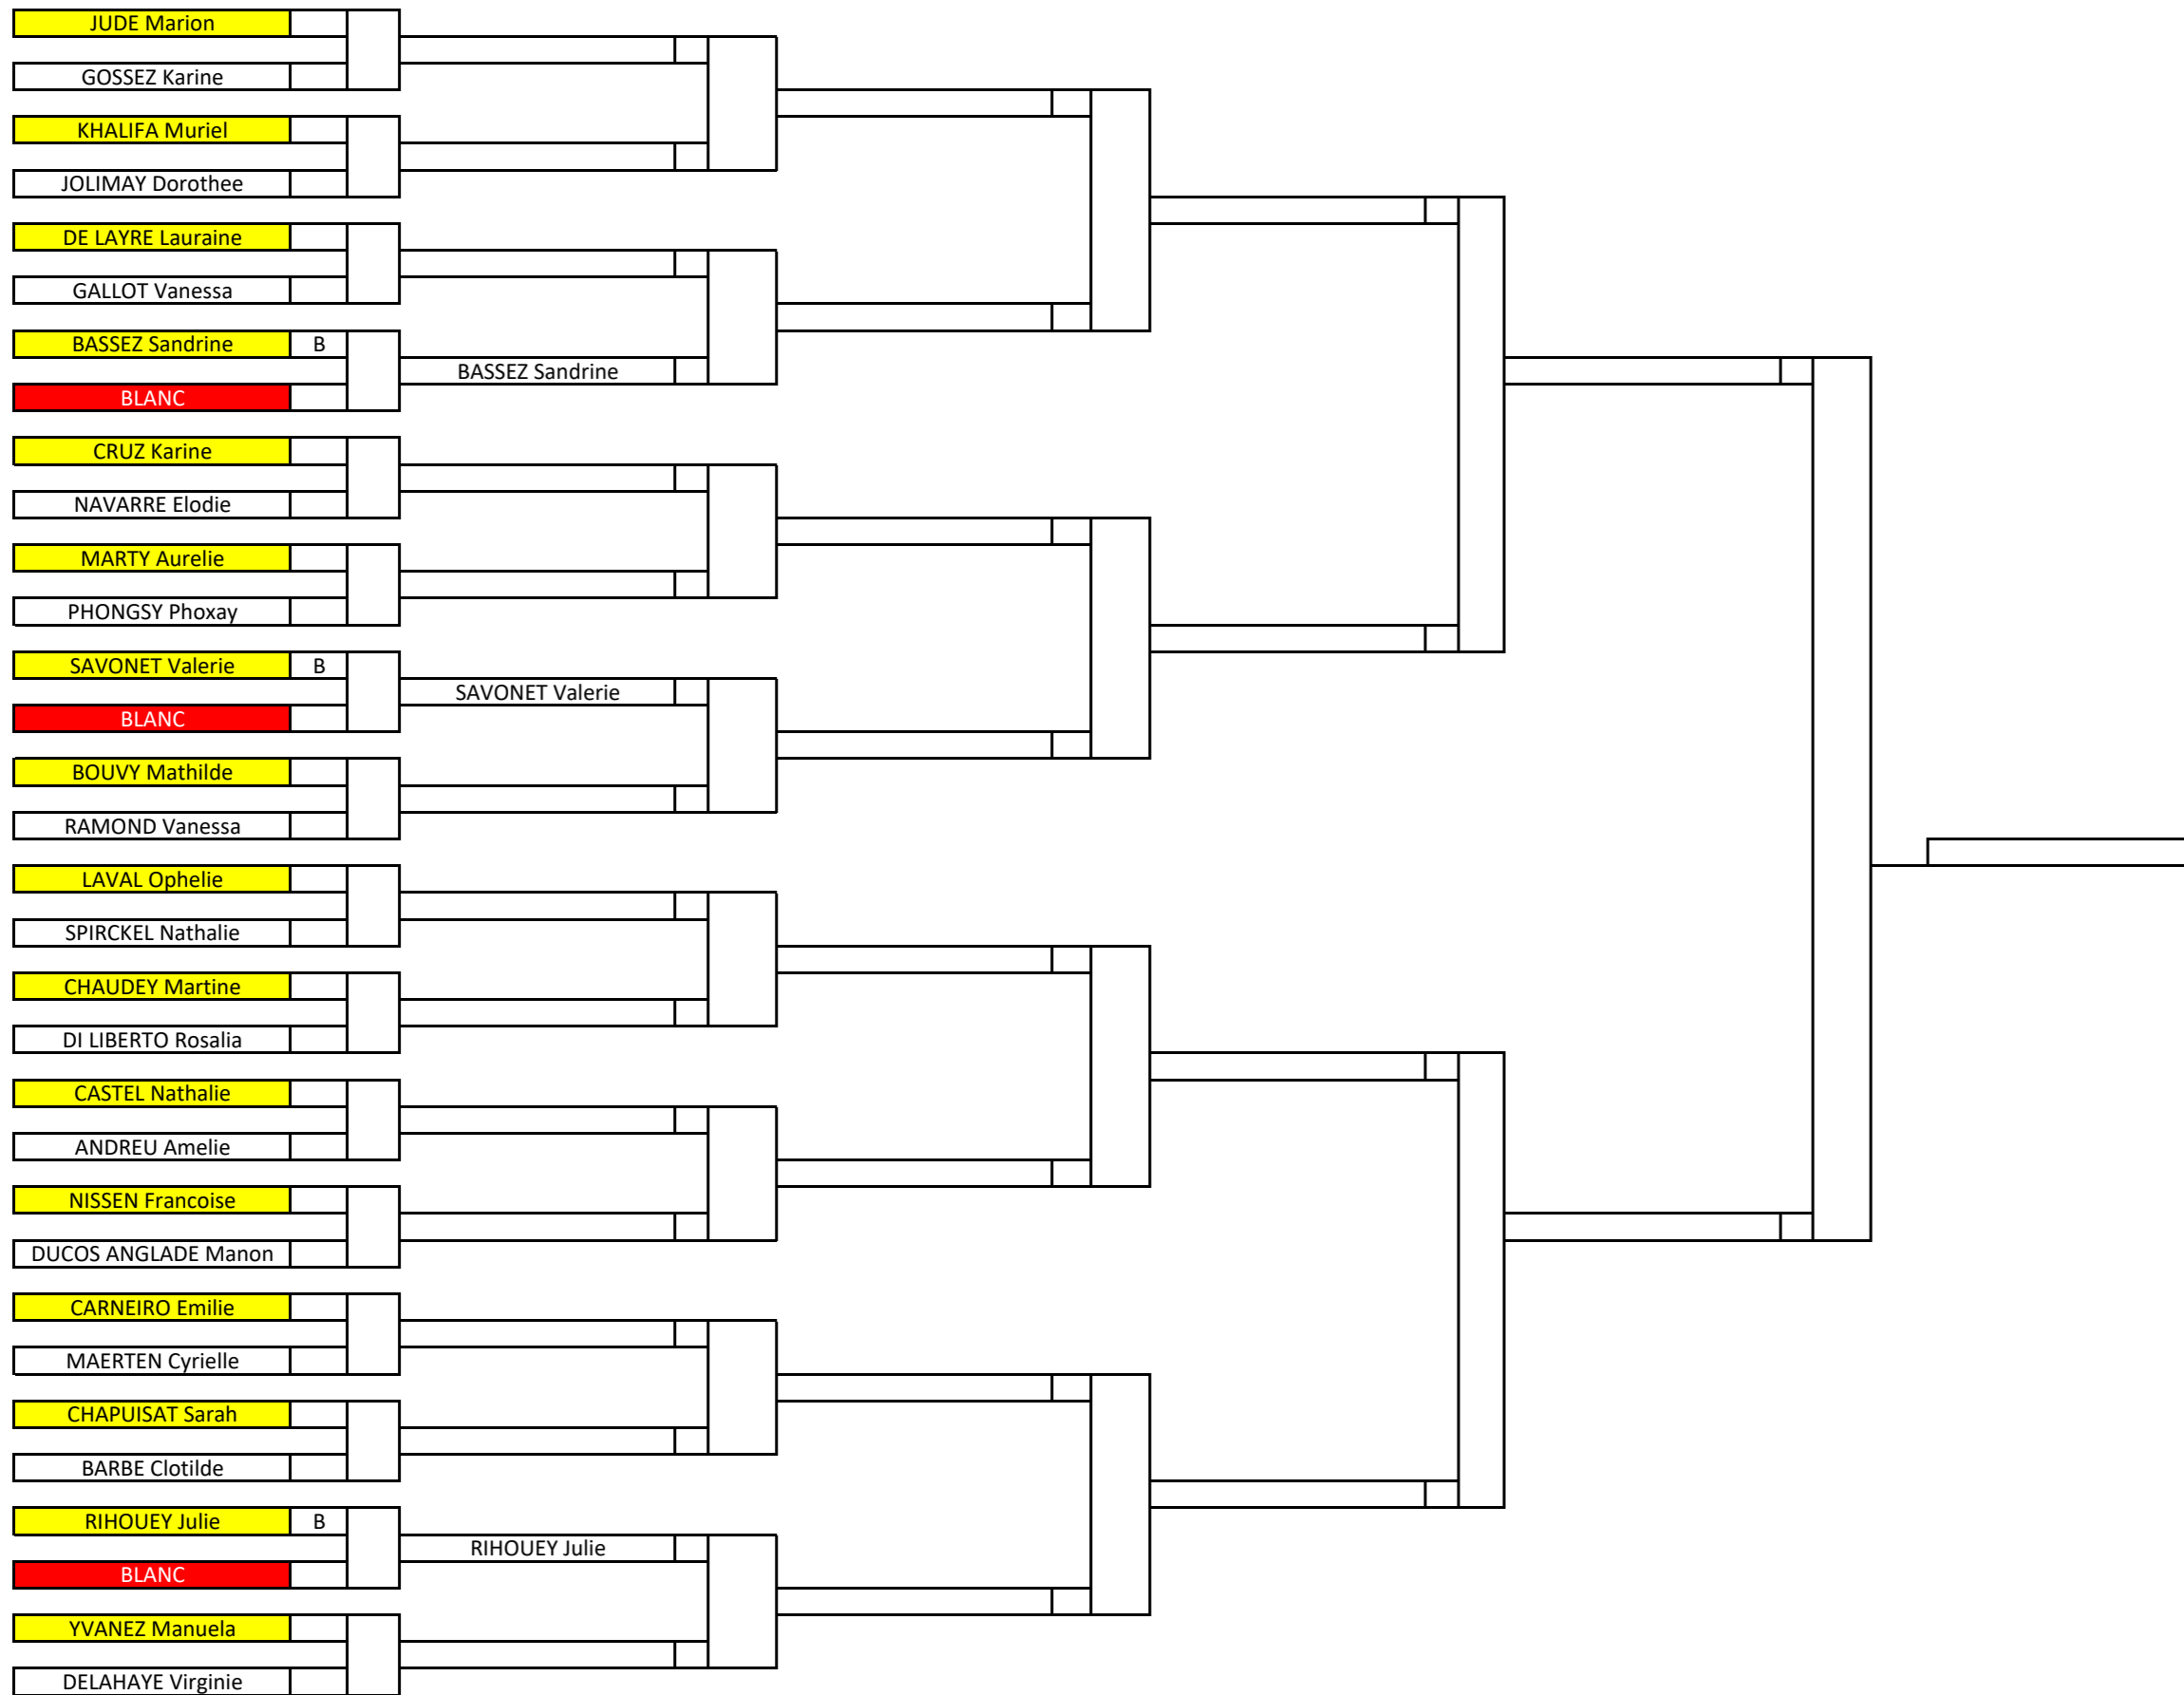 JUDE Marion
GOSSEZ Karine
KHALIFA Muriel
JOLIMAY Dorothee
DE LAYRE Lauraine
GALLOT Vanessa
BASSEZ Sandrine B
BASSEZ Sandrine
BLANC
CRUZ Karine
NAVARRE Elodie
MARTY Aurelie
PHONGSY Phoxay
SAVONET Valerie B
SAVONET Valerie
BLANC
BOUVY Mathilde
RAMOND Vanessa
LAVAL Ophelie
SPIRCKEL Nathalie
CHAUDEY Martine
DI LIBERTO Rosalia
CASTEL Nathalie
ANDREU Amelie
NISSEN Francoise
DUCOS ANGLADE Manon
CARNEIRO Emilie
MAERTEN Cyrielle
CHAPUISAT Sarah
BARBE Clotilde
RIHOUEY Julie B
RIHOUEY Julie
BLANC
YVANEZ Manuela
DELAHAYE Virginie